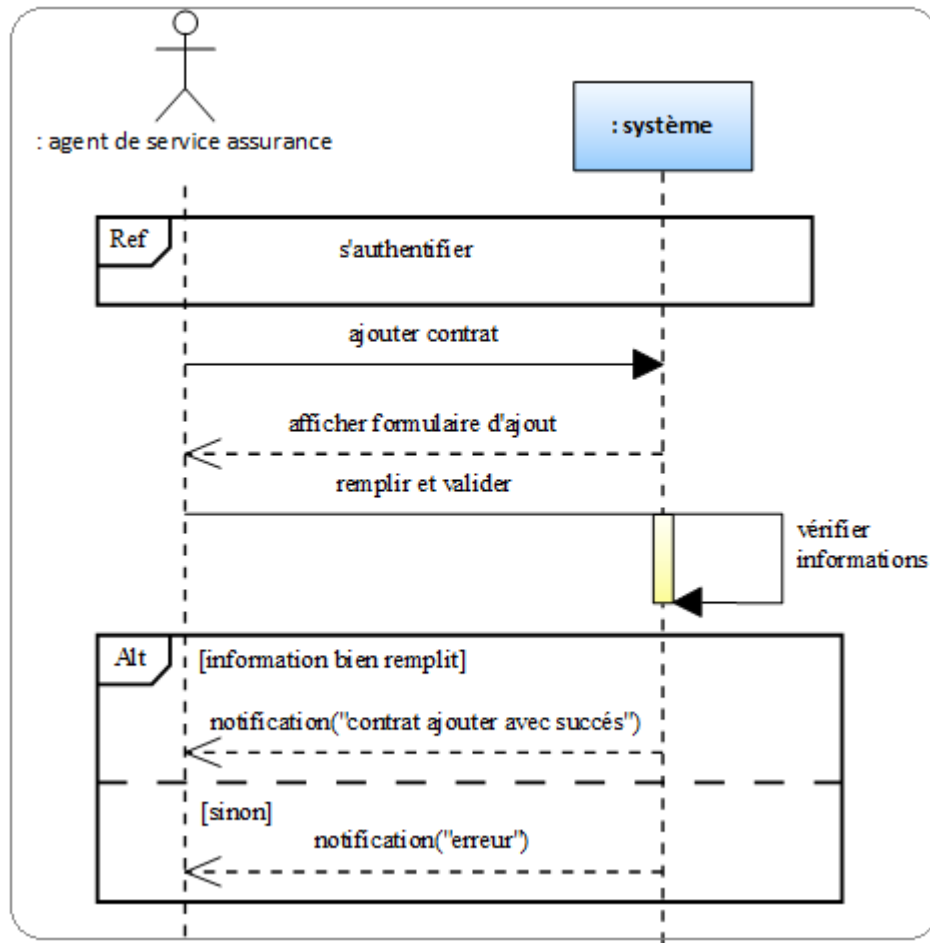 : agent de service assurance
: système
Ref
s'authentifier
ajouter contrat
afficher formulaire d'ajout
remplir et valider
vérifier
informations
Alt
[information bien remplit]
notification("contrat ajouter avec succés")
[sinon]
notification("erreur")